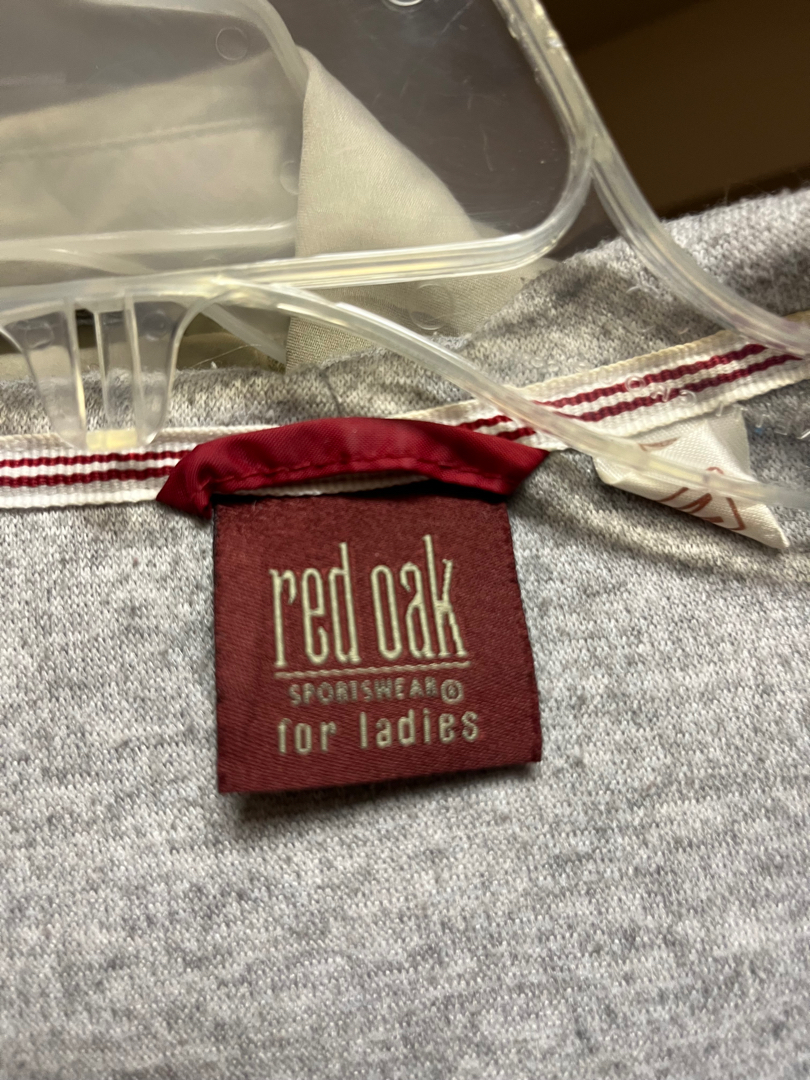 red oak
SPORTSWEAR®
for ladies